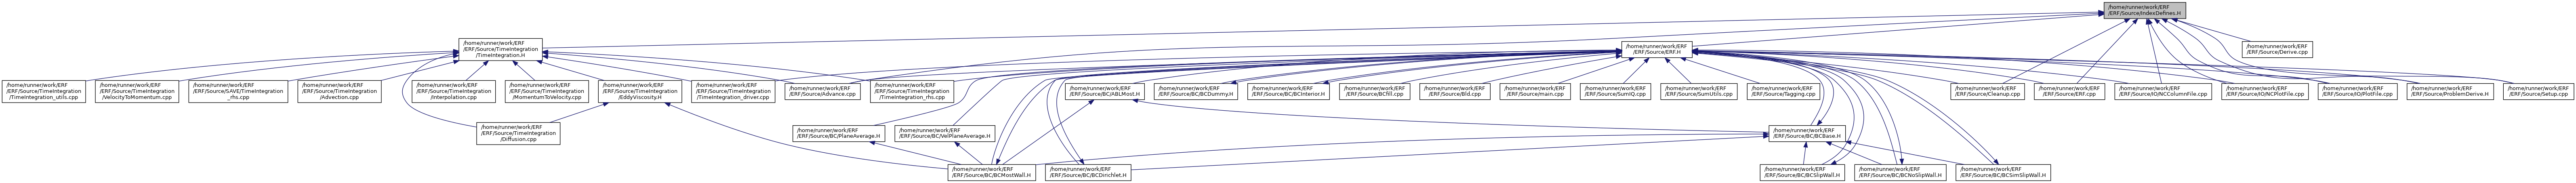 /home/runner/work/ERF
/ERF/Source/IndexDefines.H
/home/runner/work/ERF
/ERF/Source/TimeIntegration
/TimeIntegration.H
/home/runner/work/ERF
/ERF/Source/ERF.H
/home/runner/work/ERF
/ERF/Source/Derive.cpp
/home/runner/work/ERF
/ERF/Source/TimeIntegration
/TimeIntegration_utils.cpp
/home/runner/work/ERF
/ERF/Source/TimeIntegration
/VelocityToMomentum.cpp
/home/runner/work/ERF
/ERF/Source/SAVE/TimeIntegration
_rhs.cpp
/home/runner/work/ERF
/ERF/Source/TimeIntegration
/Advection.cpp
/home/runner/work/ERF
/ERF/Source/TimeIntegration
/Interpolation.cpp
/home/runner/work/ERF
/ERF/Source/TimeIntegration
/MomentumToVelocity.cpp
/home/runner/work/ERF
/ERF/Source/TimeIntegration
/EddyViscosity.H
/home/runner/work/ERF
/ERF/Source/TimeIntegration
/TimeIntegration_driver.cpp
/home/runner/work/ERF
/ERF/Source/Advance.cpp
/home/runner/work/ERF
/ERF/Source/TimeIntegration
/TimeIntegration_rhs.cpp
/home/runner/work/ERF
/ERF/Source/BC/ABLMost.H
/home/runner/work/ERF
/ERF/Source/BC/BCDummy.H
/home/runner/work/ERF
/ERF/Source/BC/BCInterior.H
/home/runner/work/ERF
/ERF/Source/BCfill.cpp
/home/runner/work/ERF
/ERF/Source/Bld.cpp
/home/runner/work/ERF
/ERF/Source/main.cpp
/home/runner/work/ERF
/ERF/Source/SumIQ.cpp
/home/runner/work/ERF
/ERF/Source/SumUtils.cpp
/home/runner/work/ERF
/ERF/Source/Tagging.cpp
/home/runner/work/ERF
/ERF/Source/Cleanup.cpp
/home/runner/work/ERF
/ERF/Source/ERF.cpp
/home/runner/work/ERF
/ERF/Source/IO/NCColumnFile.cpp
/home/runner/work/ERF
/ERF/Source/IO/NCPlotFile.cpp
/home/runner/work/ERF
/ERF/Source/IO/PlotFile.cpp
/home/runner/work/ERF
/ERF/Source/ProblemDerive.H
/home/runner/work/ERF
/ERF/Source/Setup.cpp
/home/runner/work/ERF
/ERF/Source/TimeIntegration
/Diffusion.cpp
/home/runner/work/ERF
/ERF/Source/BC/PlaneAverage.H
/home/runner/work/ERF
/ERF/Source/BC/VelPlaneAverage.H
/home/runner/work/ERF
/ERF/Source/BC/BCBase.H
/home/runner/work/ERF
/ERF/Source/BC/BCMostWall.H
/home/runner/work/ERF
/ERF/Source/BC/BCDirichlet.H
/home/runner/work/ERF
/ERF/Source/BC/BCSlipWall.H
/home/runner/work/ERF
/ERF/Source/BC/BCNoSlipWall.H
/home/runner/work/ERF
/ERF/Source/BC/BCSimSlipWall.H